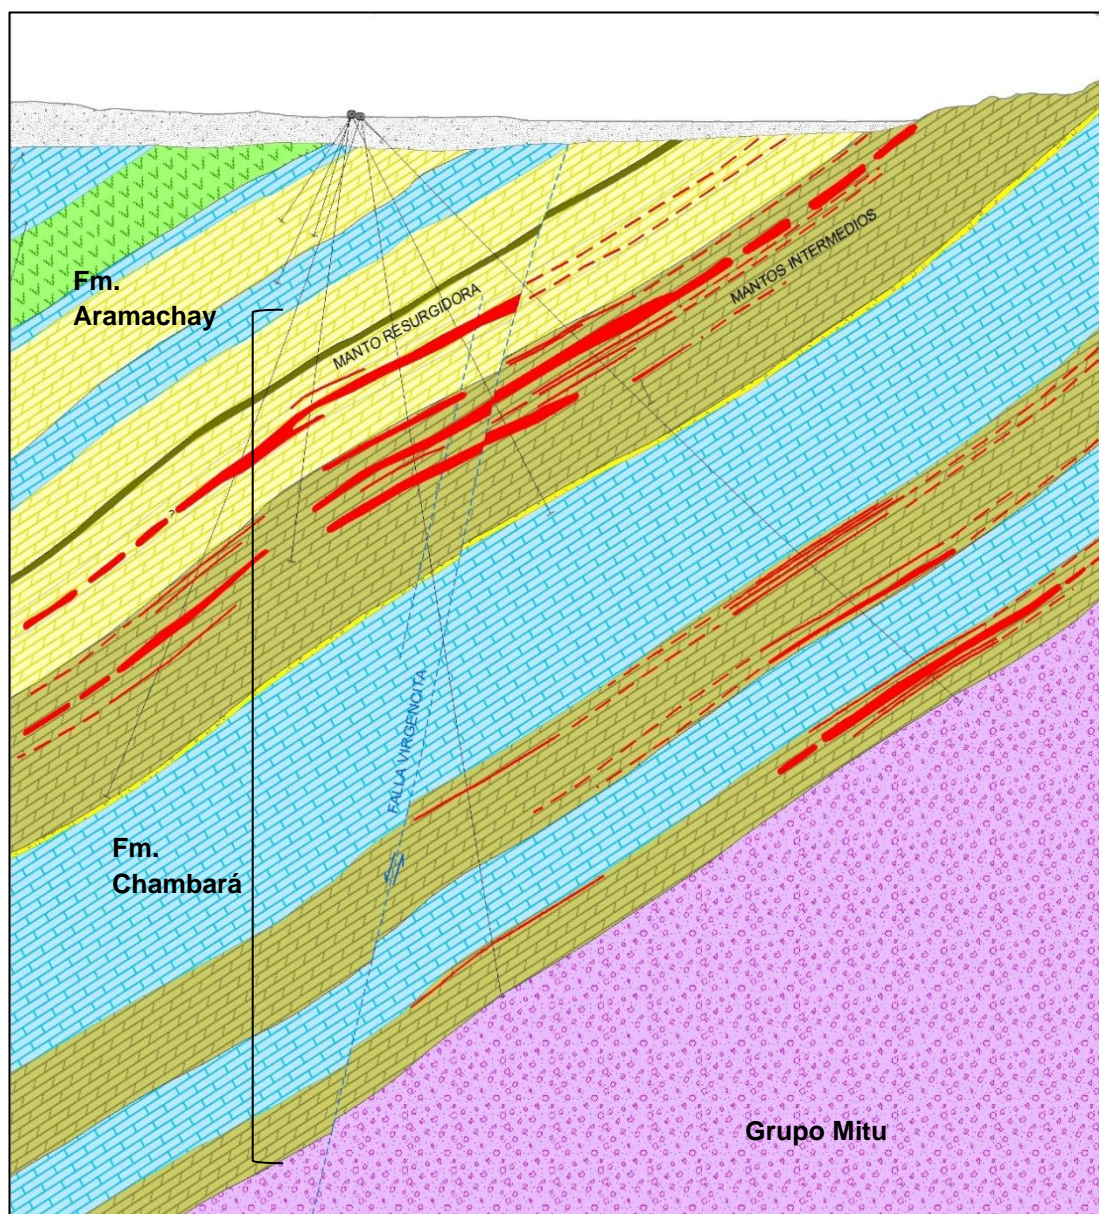 Fm.
Aramachay
MANTO RESURGIDORA
MANTOS INTERMEDIOS
?
FALLA VIRGENCITA
Fm.
Chambará
Grupo Mitu